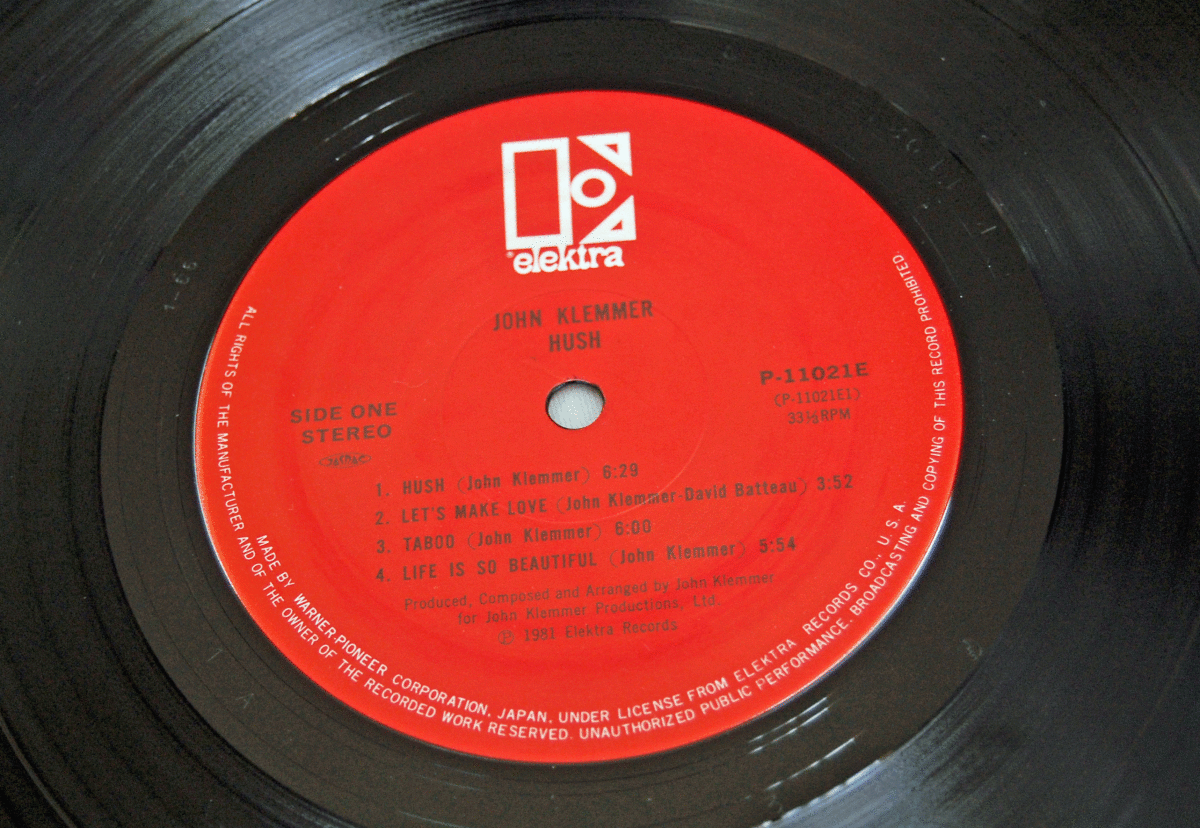 elektra
JOHN KLEMMER
HUSH
P-11021E
(P-11021E1)
33⅓RPM
SIDE ONE
STEREO
1. HUSH (John Klemmer) 6:29
2. LET'S MAKE LOVE (John Klemmer-David Batteau) 3:52
3. TABOO (John Klemmer) 6:00
4. LIFE IS SO BEAUTIFUL (John Klemmer) 5:54
Produced, Composed and Arranged by John Klemmer
for John Klemmer Productions, Ltd.
Ⓟ 1981 Elektra Records
MADE BY WARNER-PIONEER CORPORATION, JAPAN, UNDER LICENSE FROM ELEKTRA RECORDS CO., U.S.A.
ALL RIGHTS OF THE MANUFACTURER AND OF THE OWNER OF THE RECORDED WORK RESERVED. UNAUTHORIZED PUBLIC PERFORMANCE, BROADCASTING AND COPYING OF THIS RECORD PROHIBITED